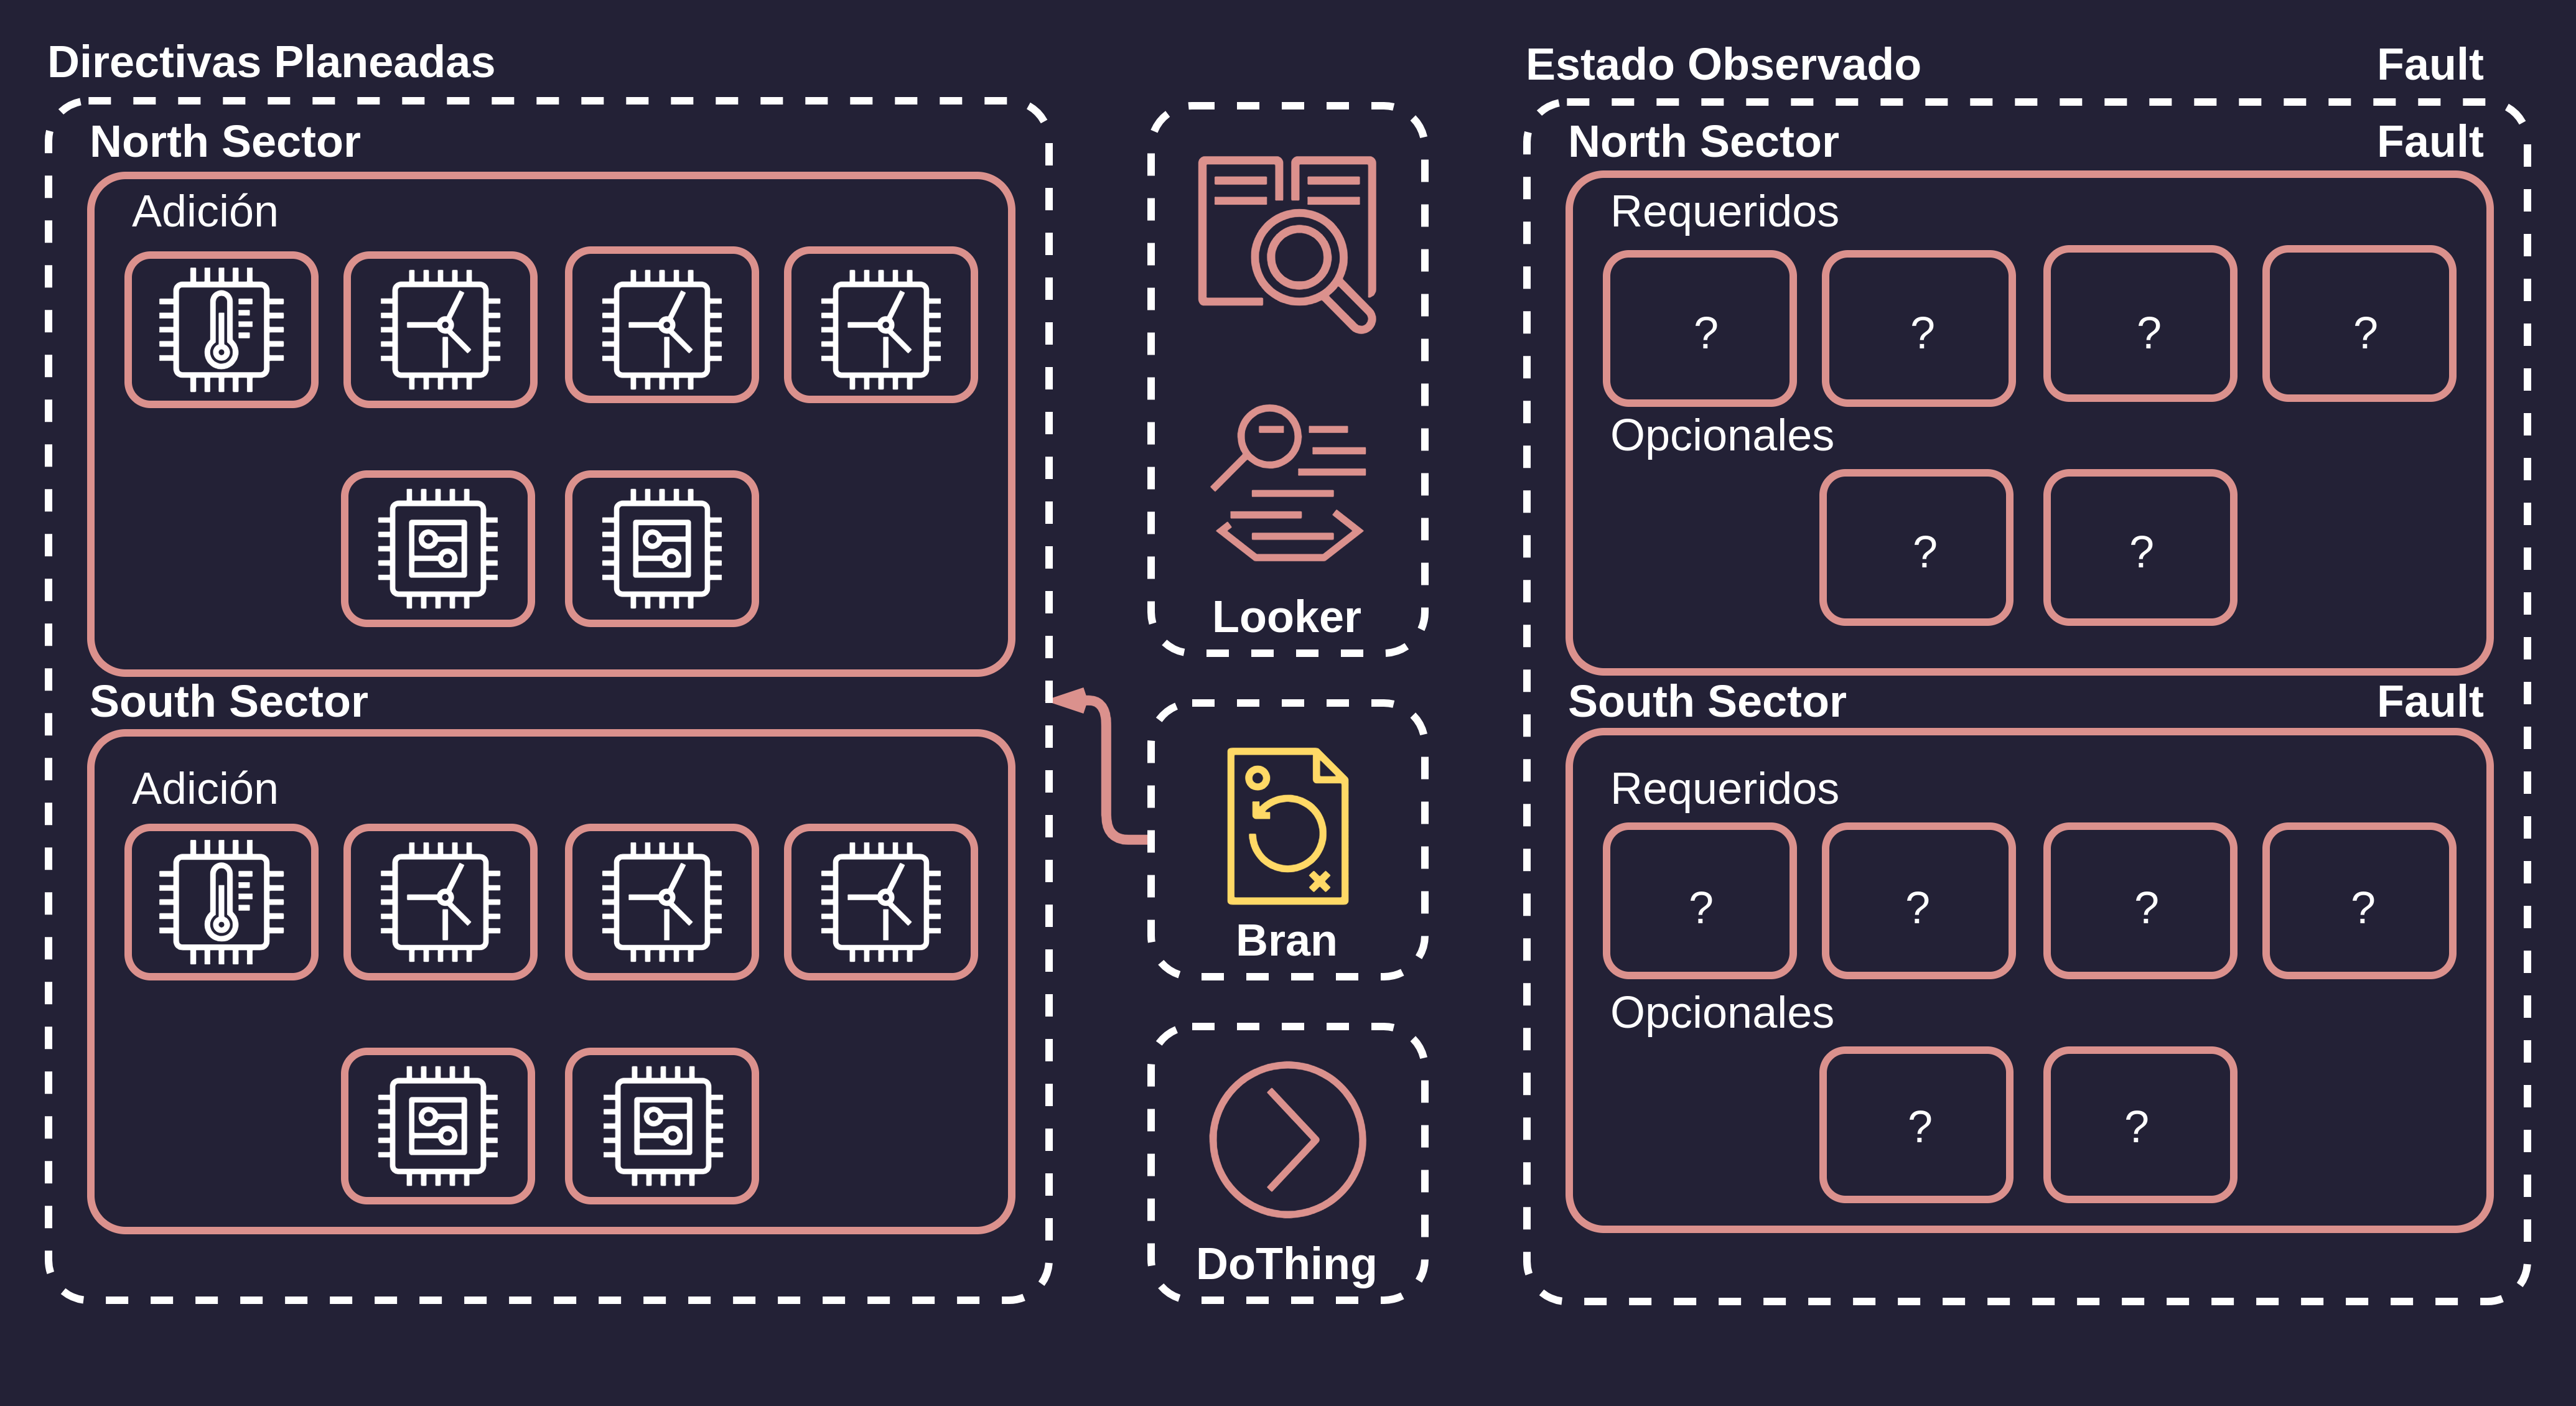 Directivas Planeadas
North Sector
Adición
South Sector
Adición
Looker
Bran
DoThing
Estado Observado Fault
North Sector Fault
Requeridos
? ? ? ?
Opcionales
? ?
South Sector Fault
Requeridos
? ? ? ?
Opcionales
? ?